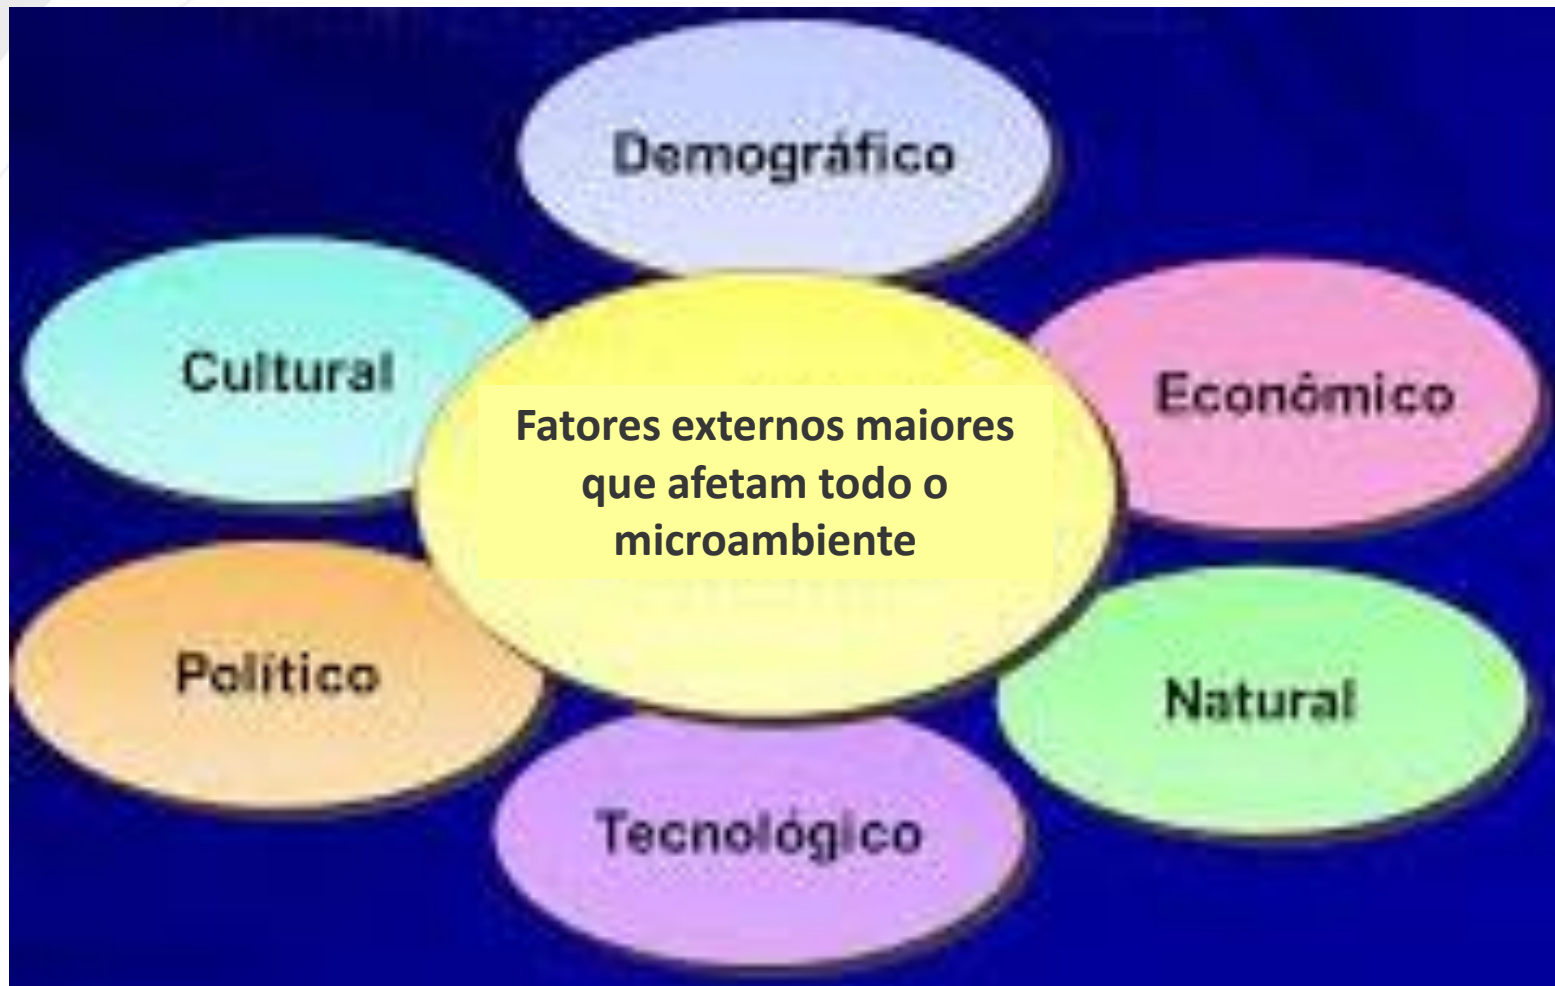 Demográfico
Cultural
Econômico
Fatores externos maiores
que afetam todo o
microambiente
Político
Natural
Tecnológico